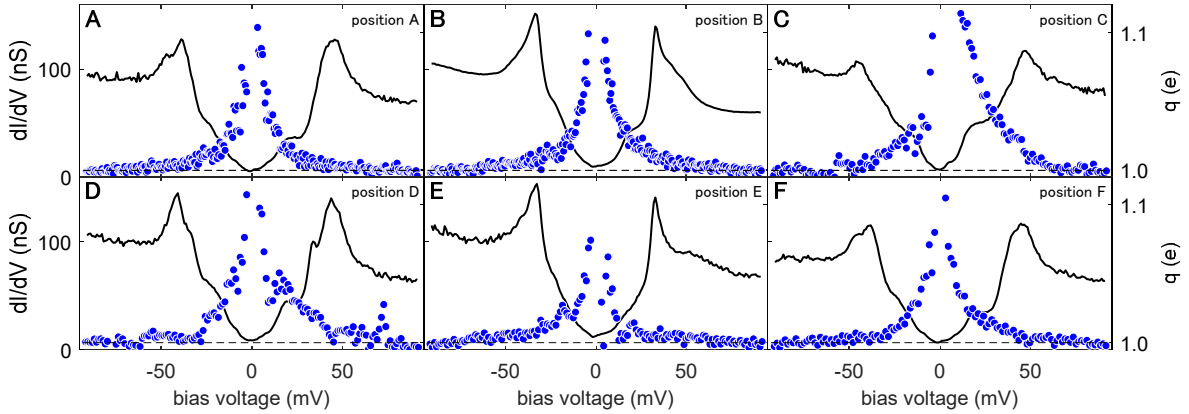 A position A
B position B
C position C
dI/dV (nS)
100
0
1.1
q (e)
1.0
D position D
E position E
F position F
dI/dV (nS)
100
0
1.1
q (e)
1.0
-50 0 50
-50 0 50
-50 0 50
bias voltage (mV)
bias voltage (mV)
bias voltage (mV)